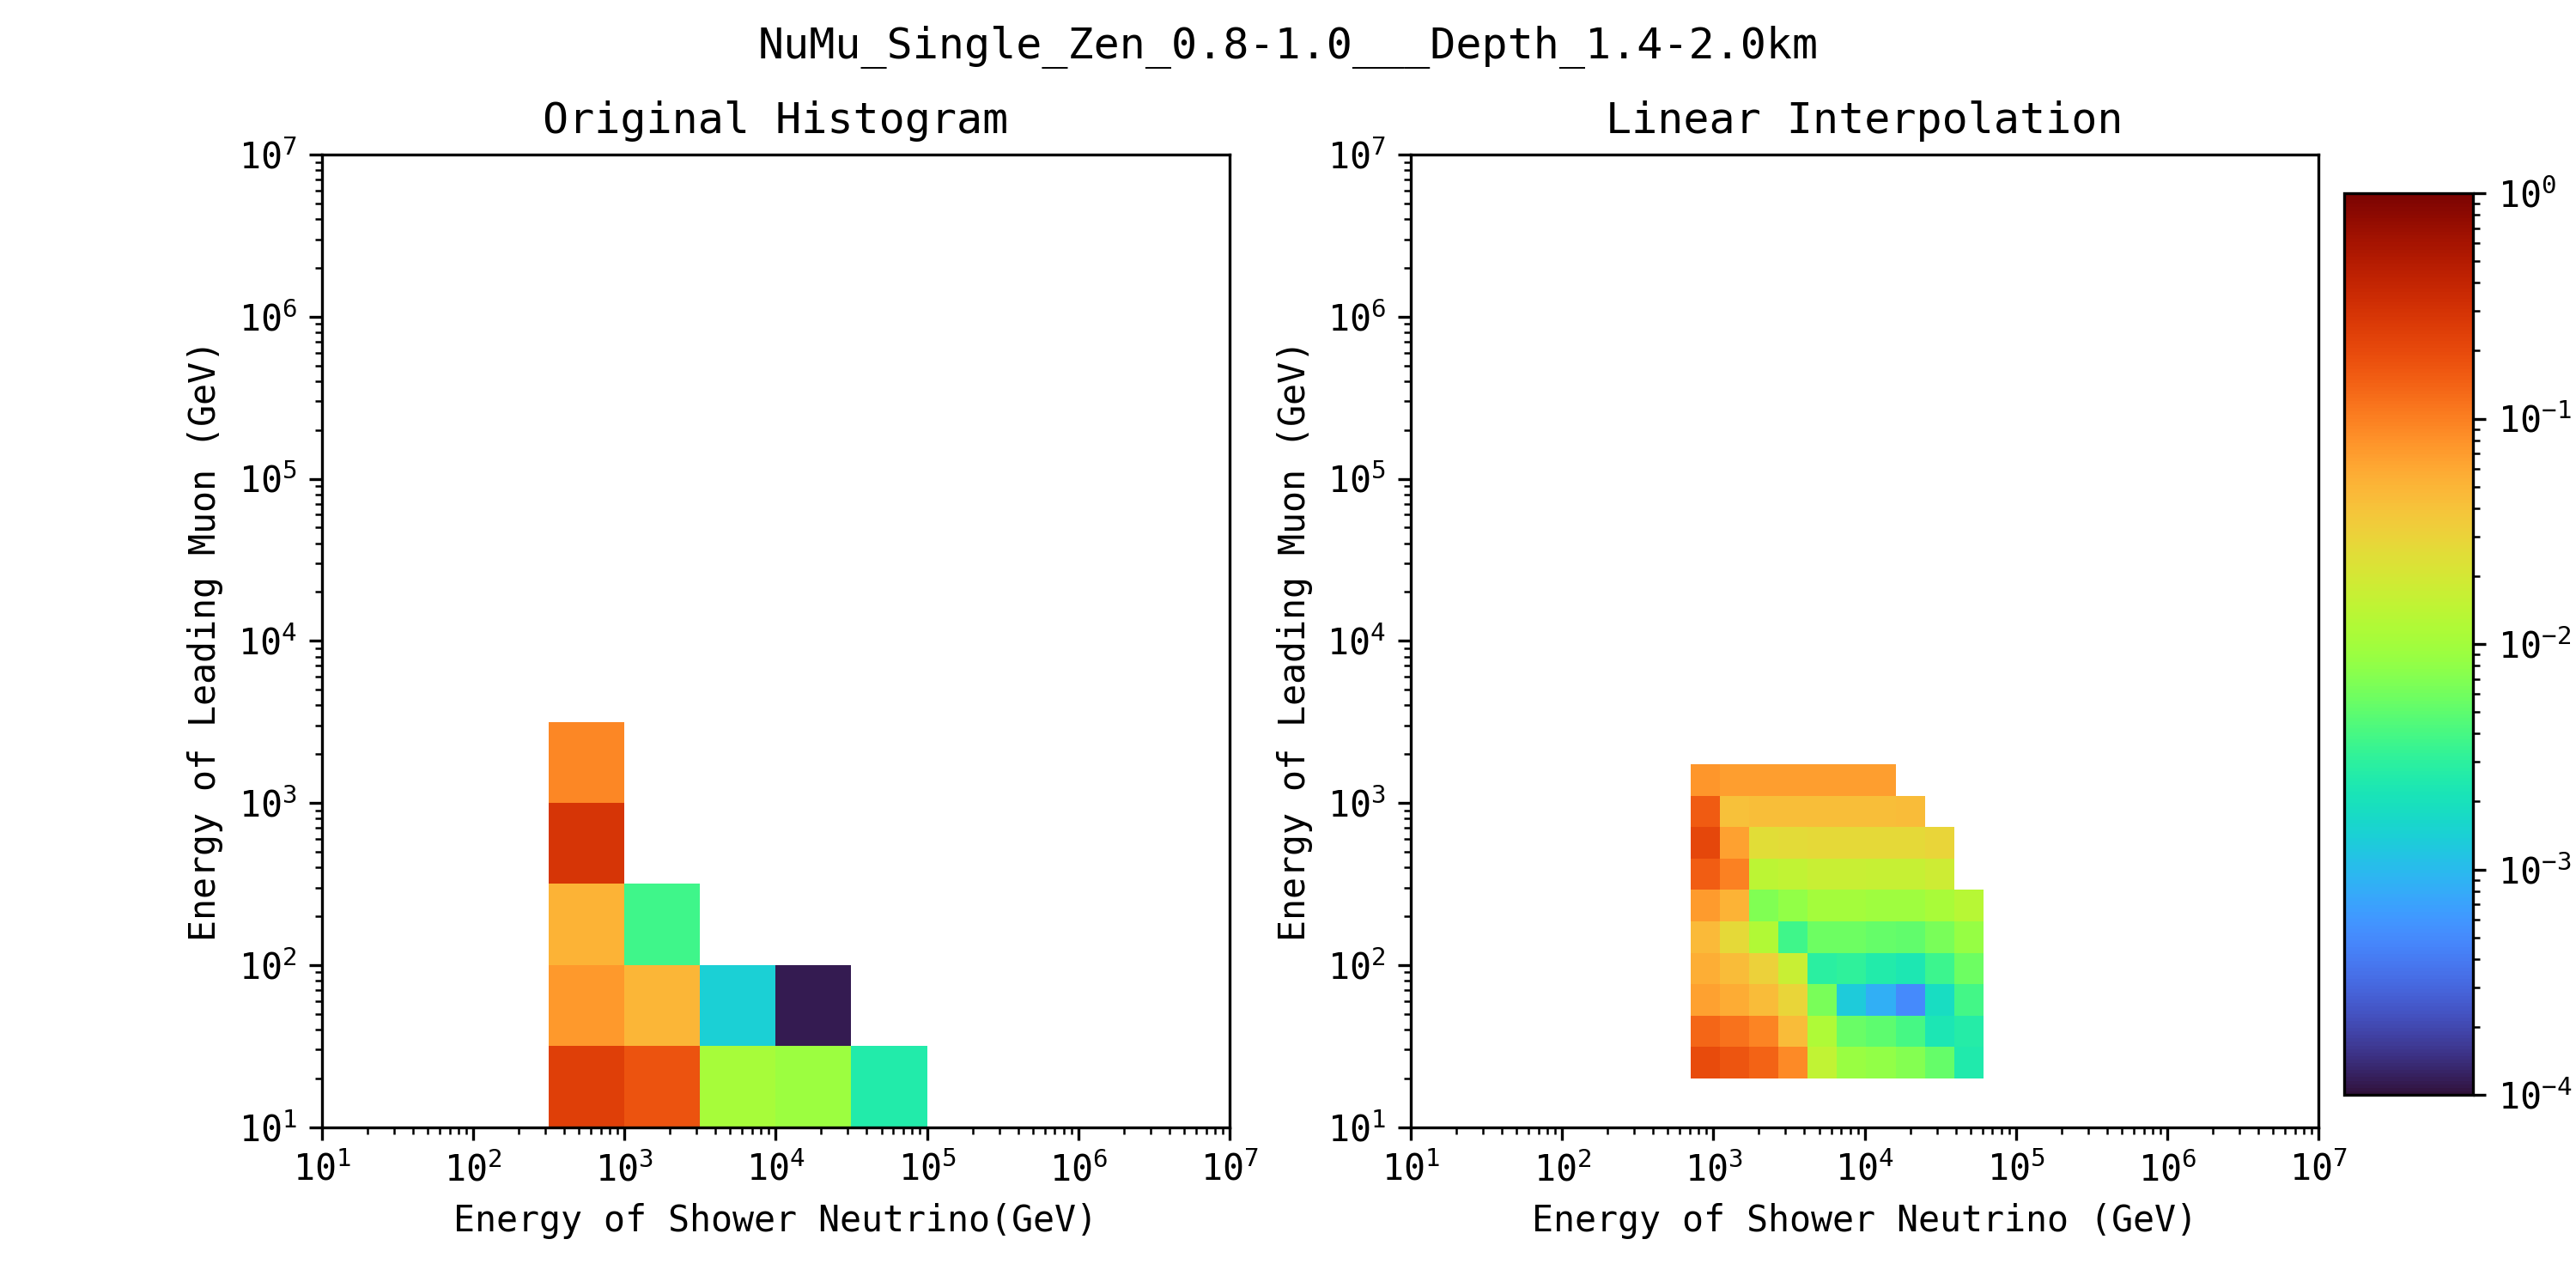 NuMu_Single_Zen_0.8-1.0___Depth_1.4-2.0km
Original Histogram
Energy of Leading Muon (GeV)
10⁷
10⁶
10⁵
10⁴
10³
10²
10¹
10¹ 10² 10³ 10⁴ 10⁵ 10⁶ 10⁷
Energy of Shower Neutrino(GeV)
Linear Interpolation
Energy of Leading Muon (GeV)
10⁷
10⁶
10⁵
10⁴
10³
10²
10¹
10¹ 10² 10³ 10⁴ 10⁵ 10⁶ 10⁷
Energy of Shower Neutrino (GeV)
10⁰
10⁻¹
10⁻²
10⁻³
10⁻⁴